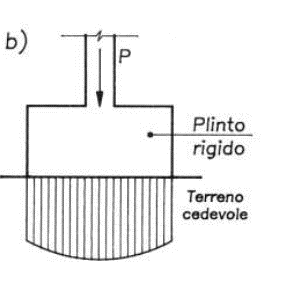 b)
P
Plinto
rigido
Terreno
cedevole